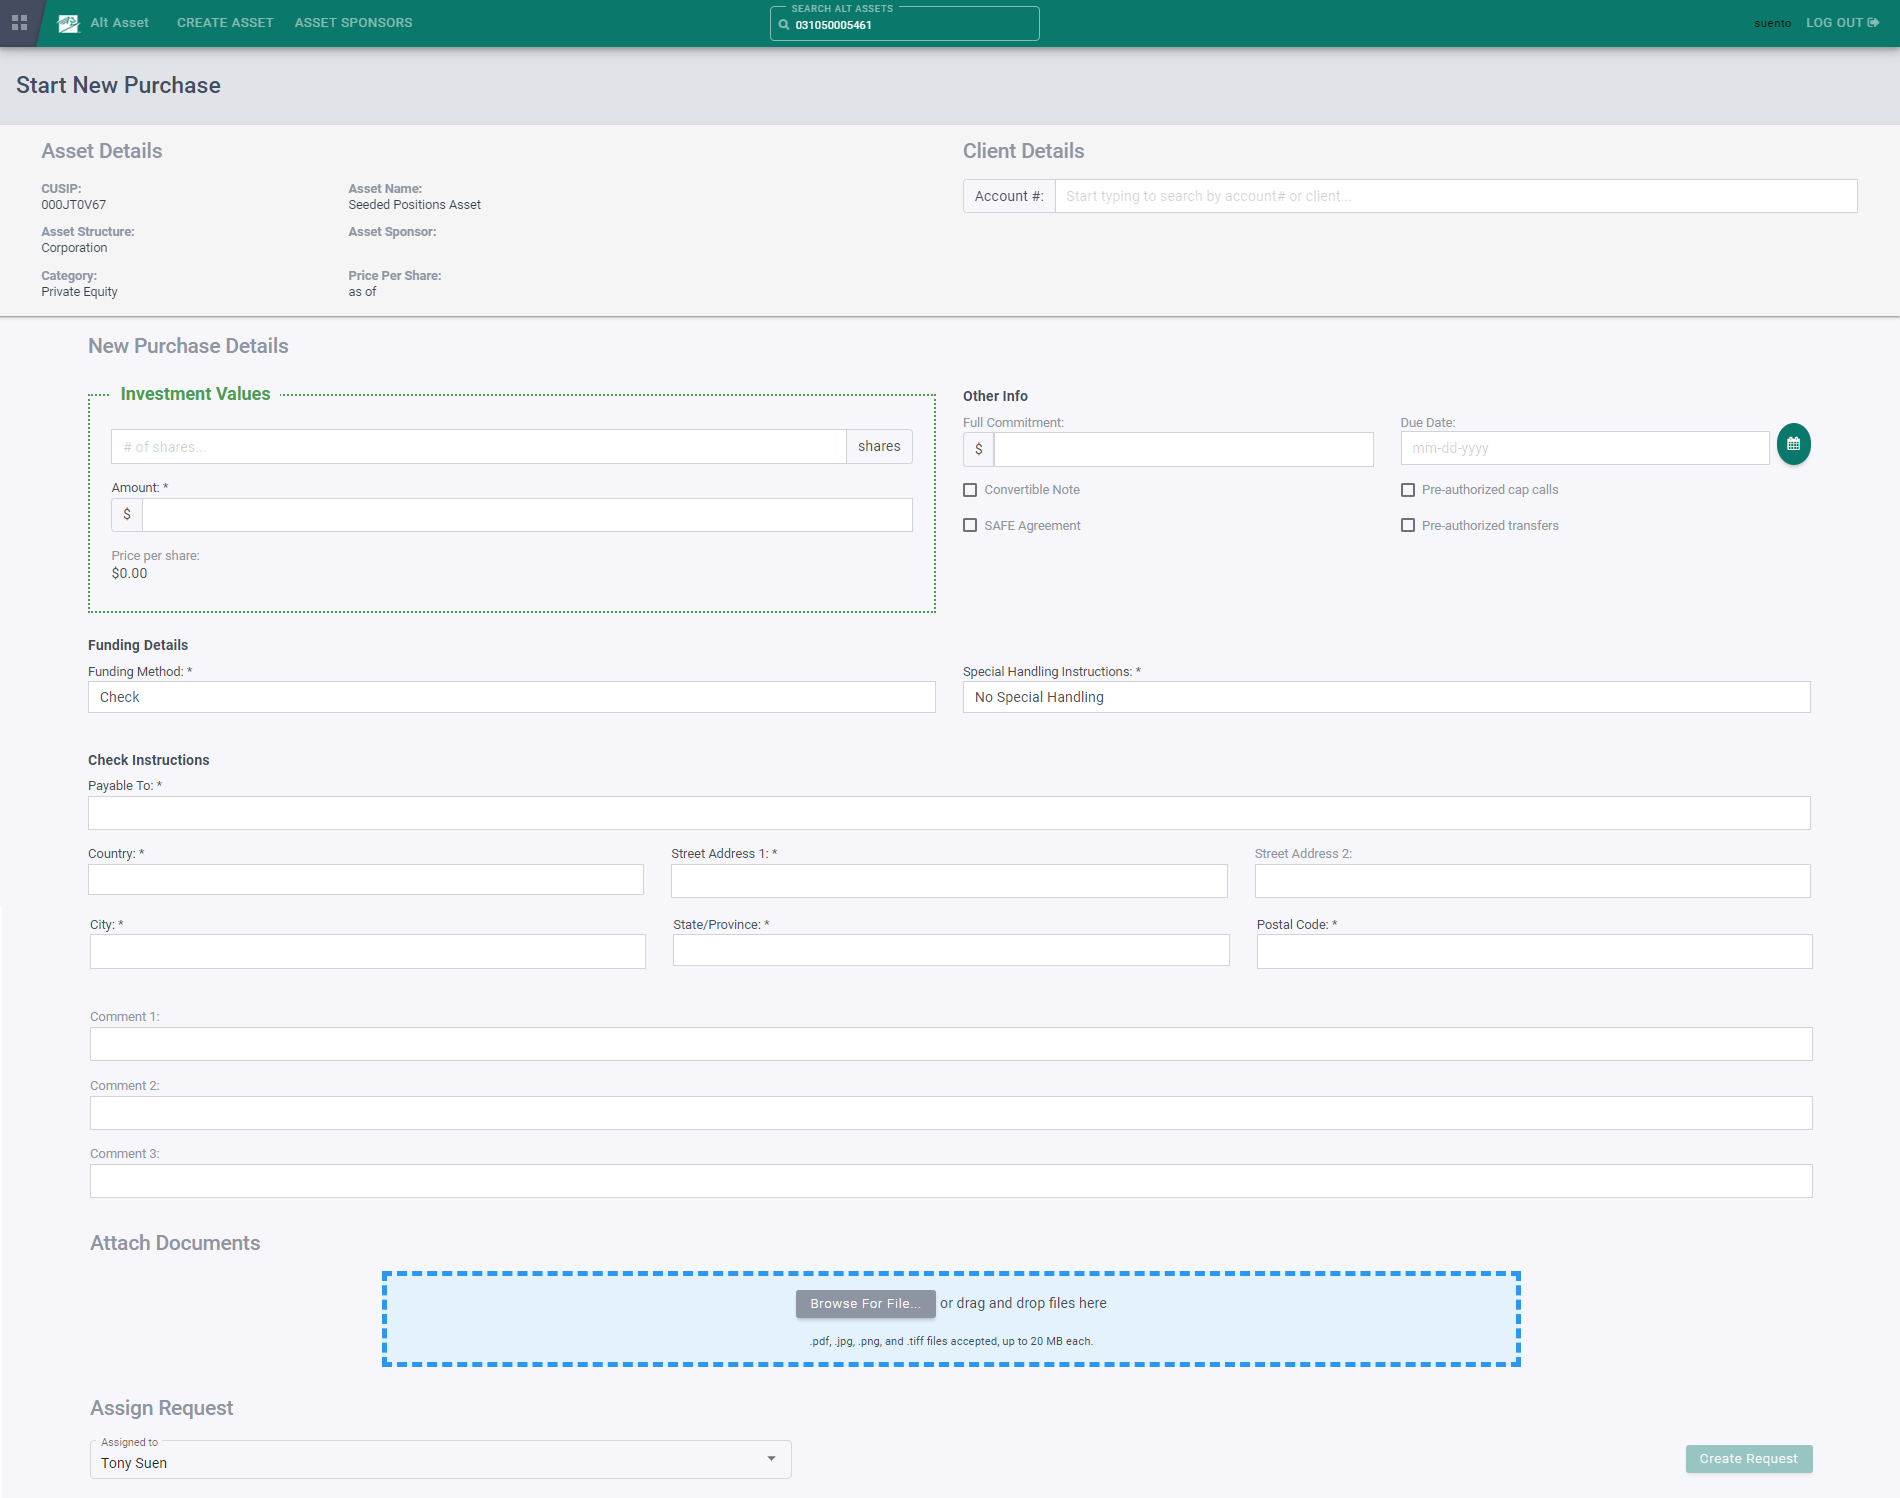 Alt Asset
CREATE ASSET
ASSET SPONSORS
SEARCH ALT ASSETS
031050005461
suento
LOG OUT
Start New Purchase
Asset Details
CUSIP:
000JT0V67
Asset Name:
Seeded Positions Asset
Asset Structure:
Corporation
Asset Sponsor:
Category:
Private Equity
Price Per Share:
as of
Client Details
Account #:
Start typing to search by account# or client...
New Purchase Details
Investment Values
# of shares...
shares
Amount: *
$
Price per share:
$0.00
Other Info
Full Commitment:
$
Due Date:
mm-dd-yyyy
Convertible Note
Pre-authorized cap calls
SAFE Agreement
Pre-authorized transfers
Funding Details
Funding Method: *
Check
Special Handling Instructions: *
No Special Handling
Check Instructions
Payable To: *
Country: *
Street Address 1: *
Street Address 2:
City: *
State/Province: *
Postal Code: *
Comment 1:
Comment 2:
Comment 3:
Attach Documents
Browse For File... or drag and drop files here
.pdf, .jpg, .png, and .tiff files accepted, up to 20 MB each.
Assign Request
Assigned to
Tony Suen
Create Request